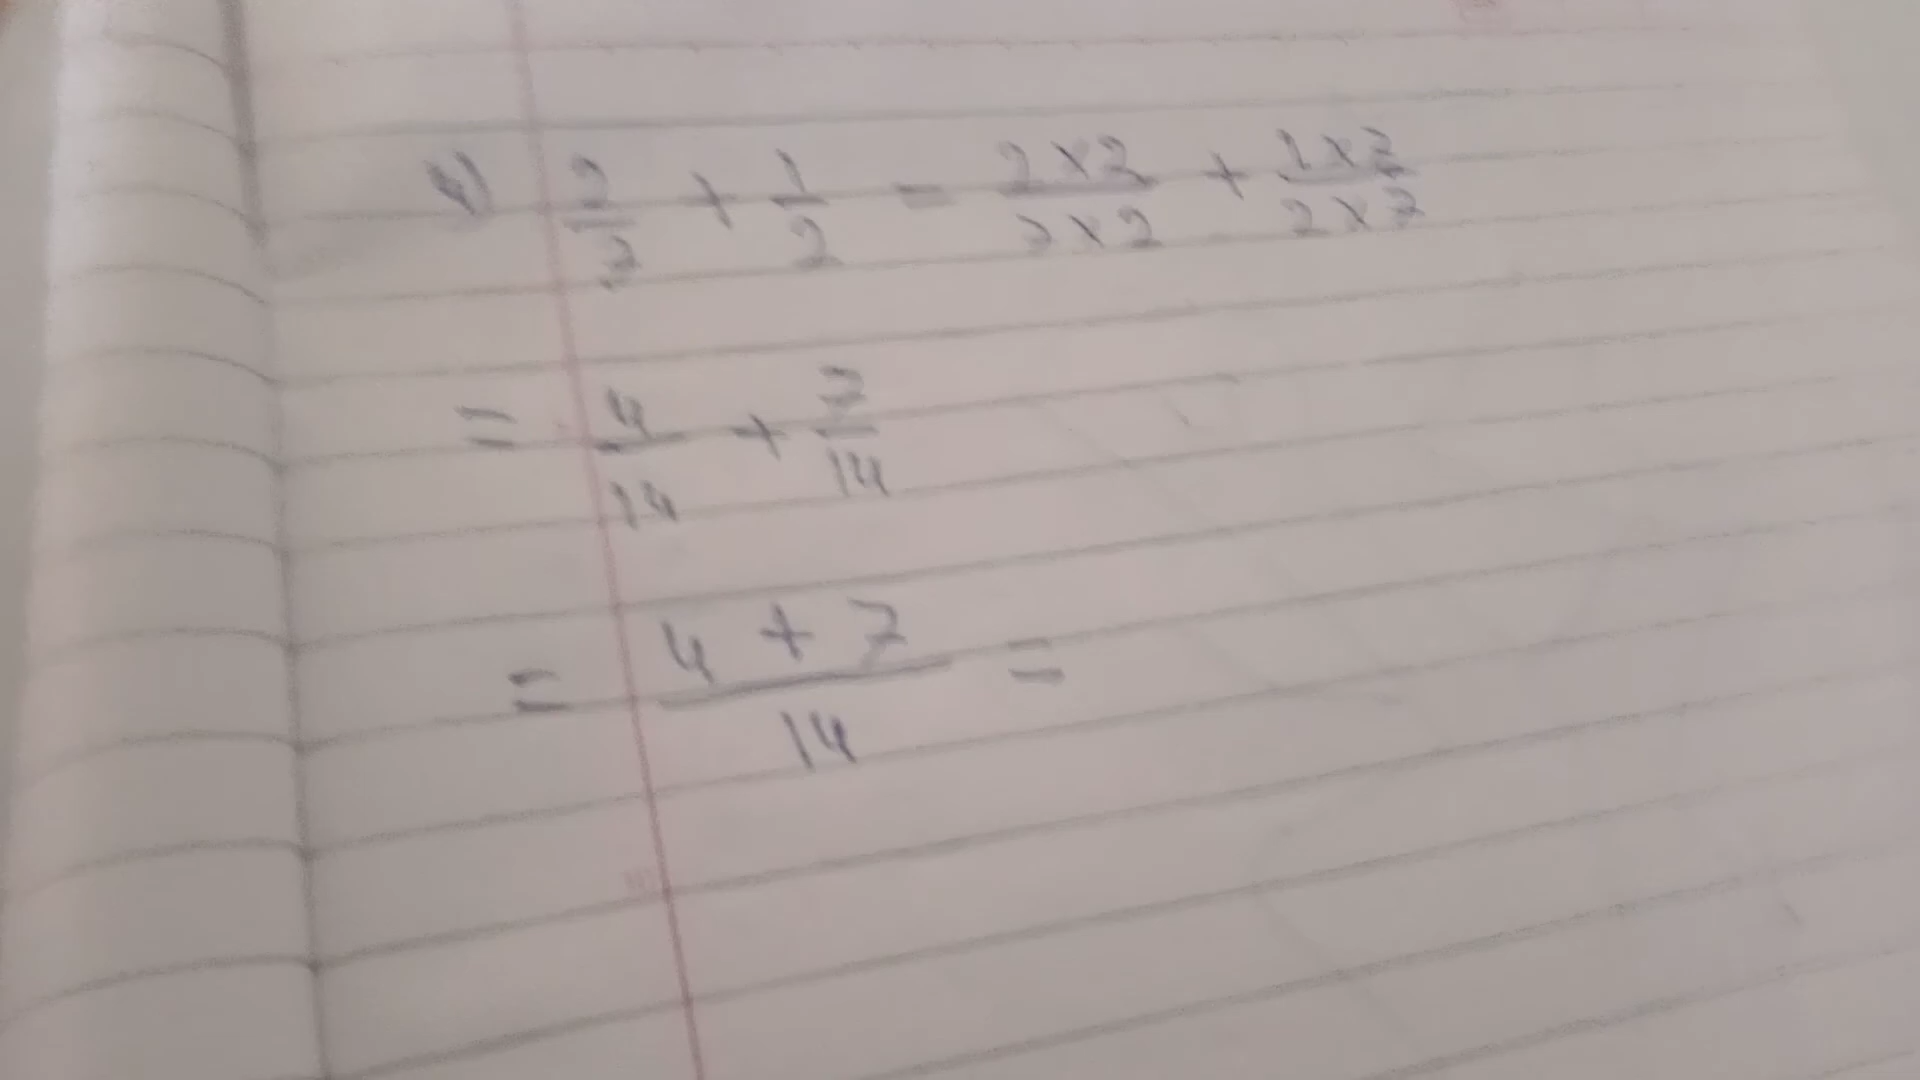 v) 2/7 + 1/2 = 2×2/7×2 + 1×7/2×7
= 4/14 + 7/14
= 4+7/14 =